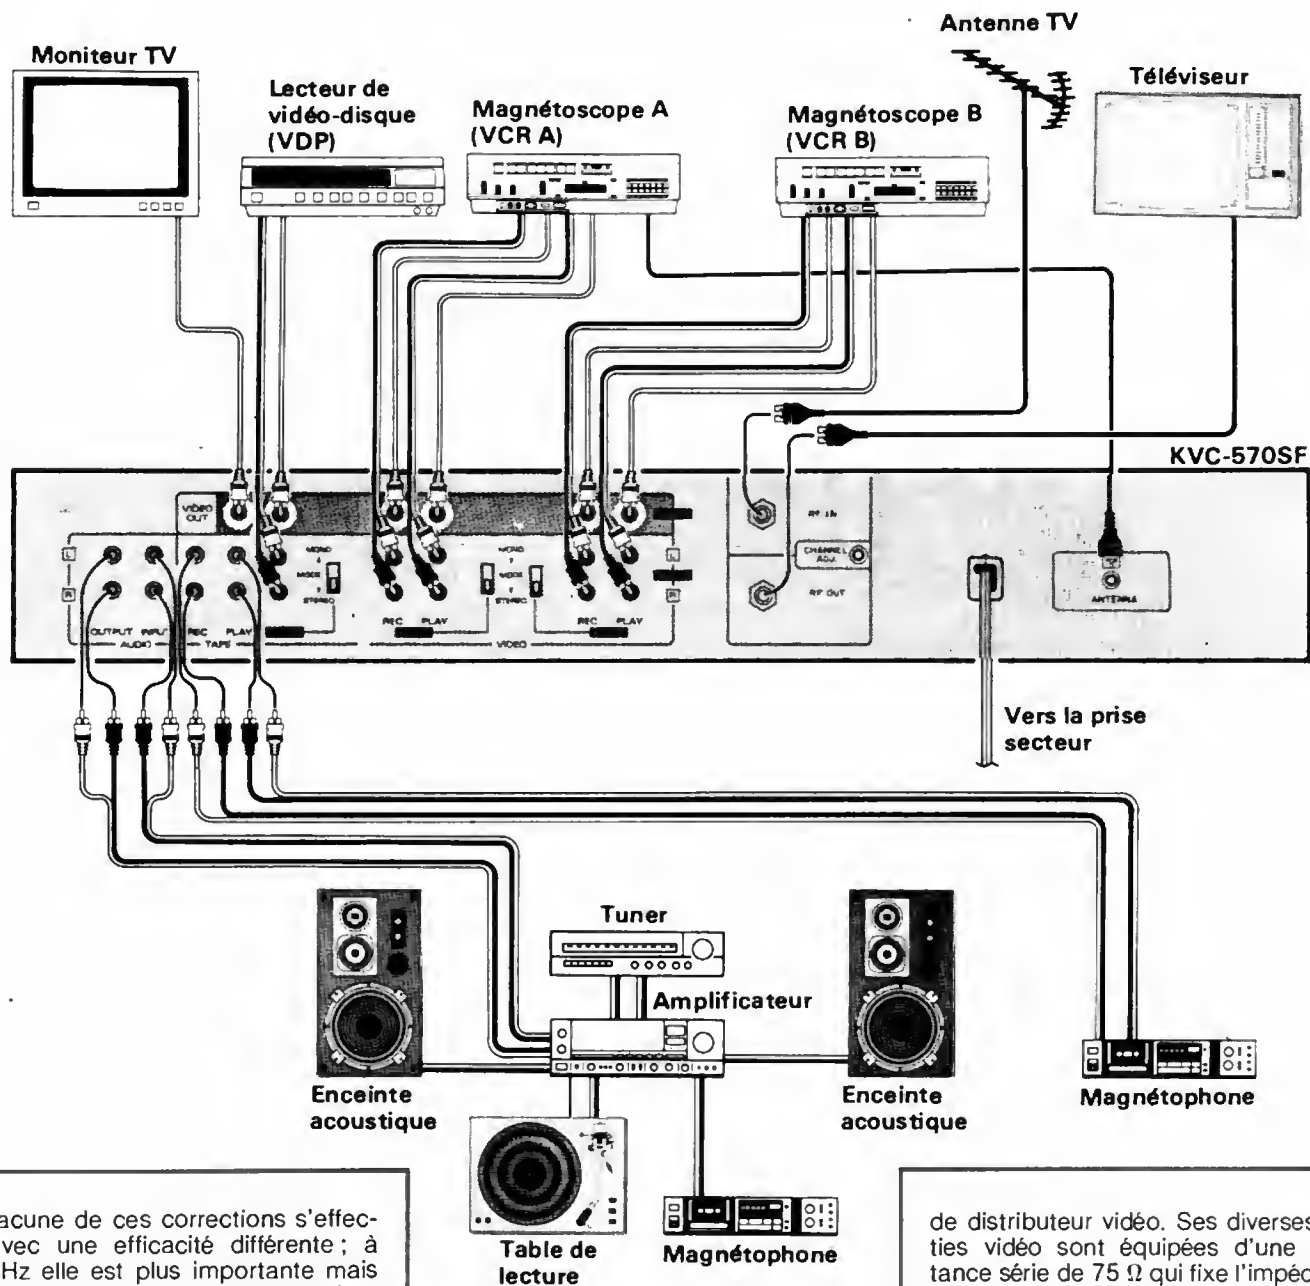 Antenne TV
Moniteur TV
Lecteur de
vidéo-disque
(VDP)
Magnétoscope A
(VCR A)
Magnétoscope B
(VCR B)
Téléviseur
KVC-570SF
VIDEO
OUT
L
R
MONO
MODE
STEREO
MONO
MODE
STEREO
L
R
RF IN
CHANNEL
ADJ.
RF OUT
ANTENNA
OUTPUT INPUT REC PLAY
AUDIO TAPE
REC PLAY
VIDEO
REC PLAY
Vers la prise
secteur
Tuner
Amplificateur
Enceinte
acoustique
Enceinte
acoustique
Magnétophone
Table de
lecture
Magnétophone
acune de ces corrections s'effec-
vec une efficacité différente ; à
Hz elle est plus importante mais
de distributeur vidéo. Ses diverses
ties vidéo sont équipées d'une
tance série de 75 Ω qui fixe l'impéd